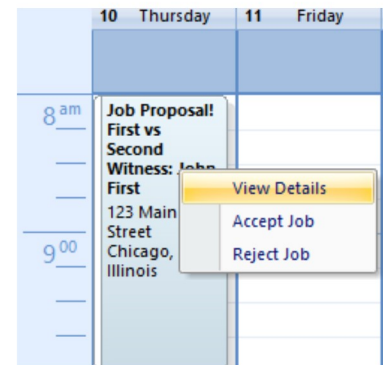 10 Thursday 11 Friday
8 am
Job Proposal!
First vs
Second
Witness: John
First
123 Main
Street
Chicago,
Illinois
9 00
View Details
Accept Job
Reject Job